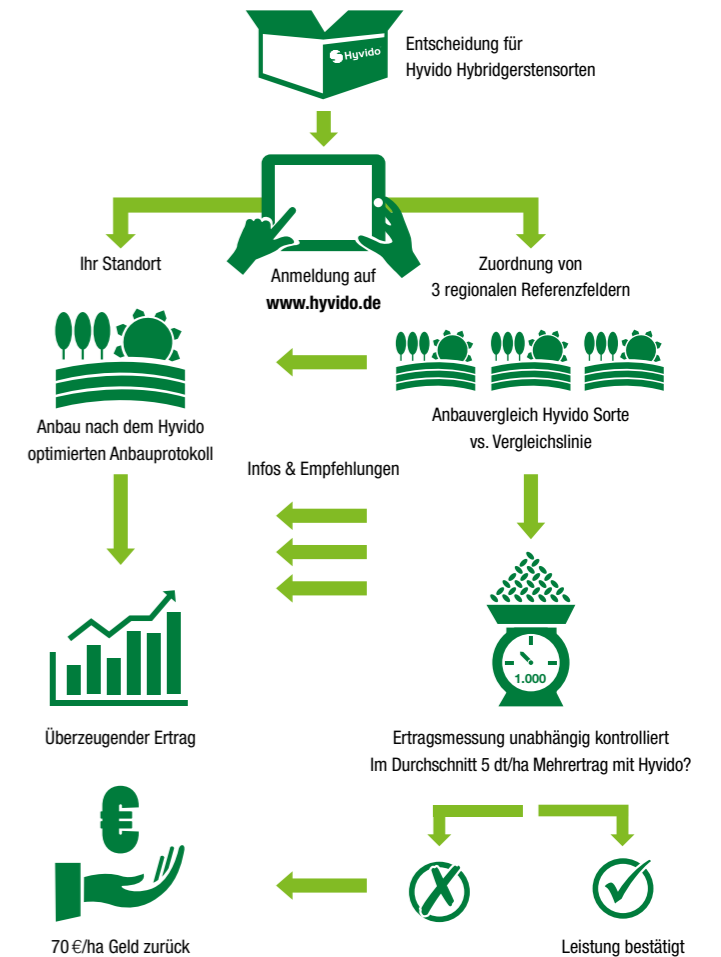 Hyvido
Entscheidung für
Hyvido Hybridgerstensorten
Ihr Standort
Anmeldung auf
www.hyvido.de
Zuordnung von
3 regionalen Referenzfeldern
Anbau nach dem Hyvido
optimierten Anbauprotokoll
Anbauvergleich Hyvido Sorte
vs. Vergleichslinie
Infos & Empfehlungen
1.000
Überzeugender Ertrag
Ertragsmessung unabhängig kontrolliert
Im Durchschnitt 5 dt/ha Mehrertrag mit Hyvido?
€
70 €/ha Geld zurück
Leistung bestätigt